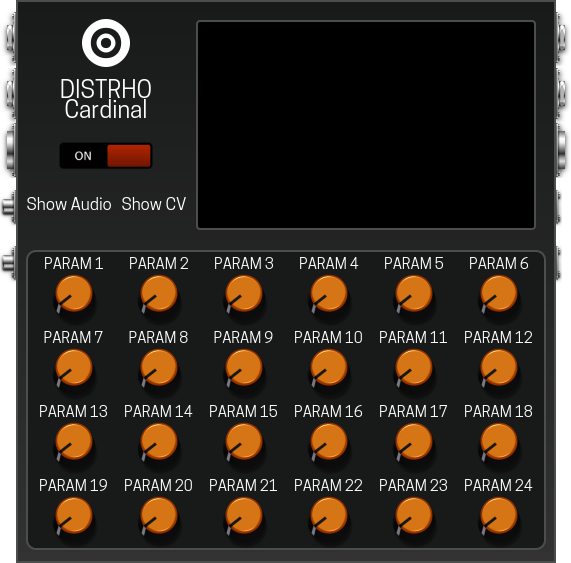 DISTRHO
Cardinal
ON
Show Audio Show CV
PARAM 1 PARAM 2 PARAM 3 PARAM 4 PARAM 5 PARAM 6
PARAM 7 PARAM 8 PARAM 9 PARAM 10 PARAM 11 PARAM 12
PARAM 13 PARAM 14 PARAM 15 PARAM 16 PARAM 17 PARAM 18
PARAM 19 PARAM 20 PARAM 21 PARAM 22 PARAM 23 PARAM 24